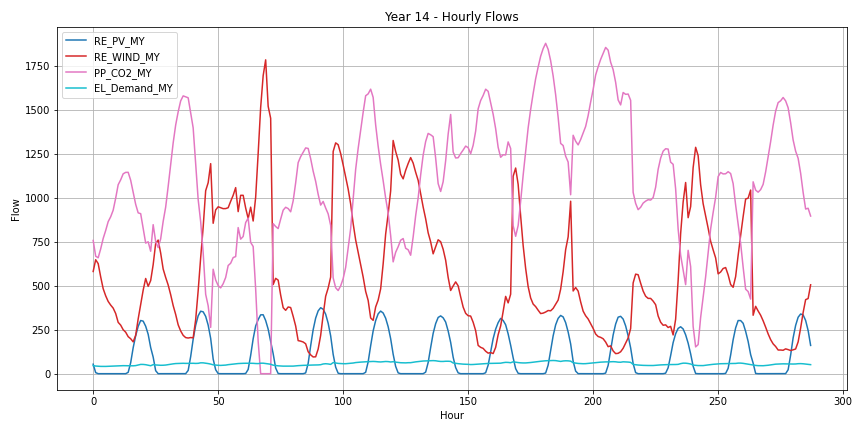 Year 14 - Hourly Flows
RE_PV_MY
RE_WIND_MY
PP_CO2_MY
EL_Demand_MY
1750
1500
1250
1000
750
500
250
0
Flow
0 50 100 150 200 250 300
Hour